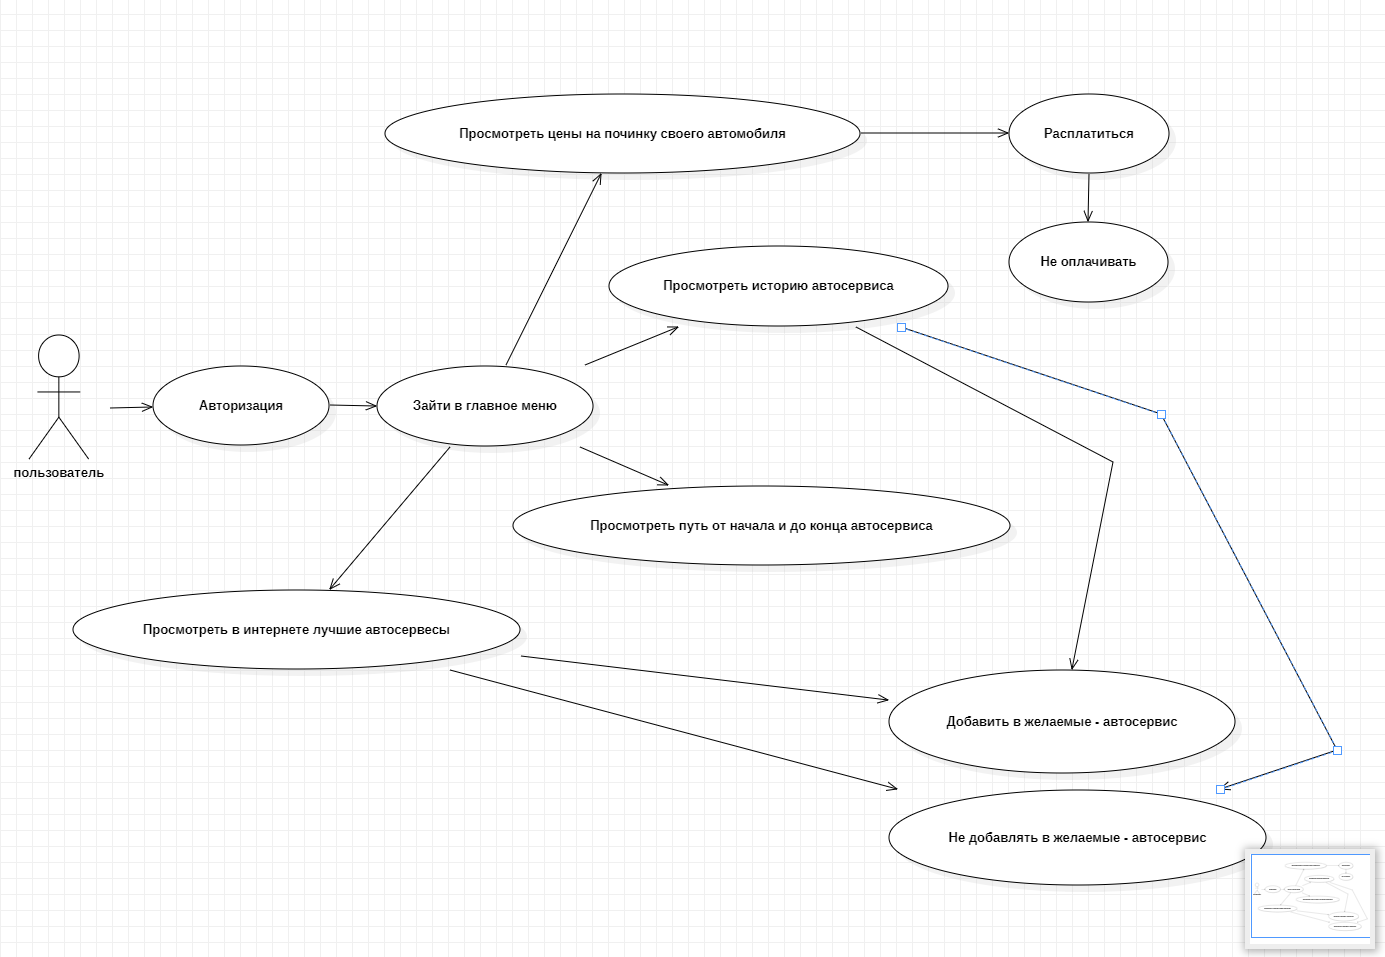 Просмотреть цены на починку своего автомобиля
Расплатиться
Не оплачивать
Просмотреть историю автосервиса
Авторизация
Зайти в главное меню
пользователь
Просмотреть путь от начала и до конца автосервиса
Просмотреть в интернете лучшие автосервесы
Добавить в желаемые - автосервис
Не добавлять в желаемые - автосервис